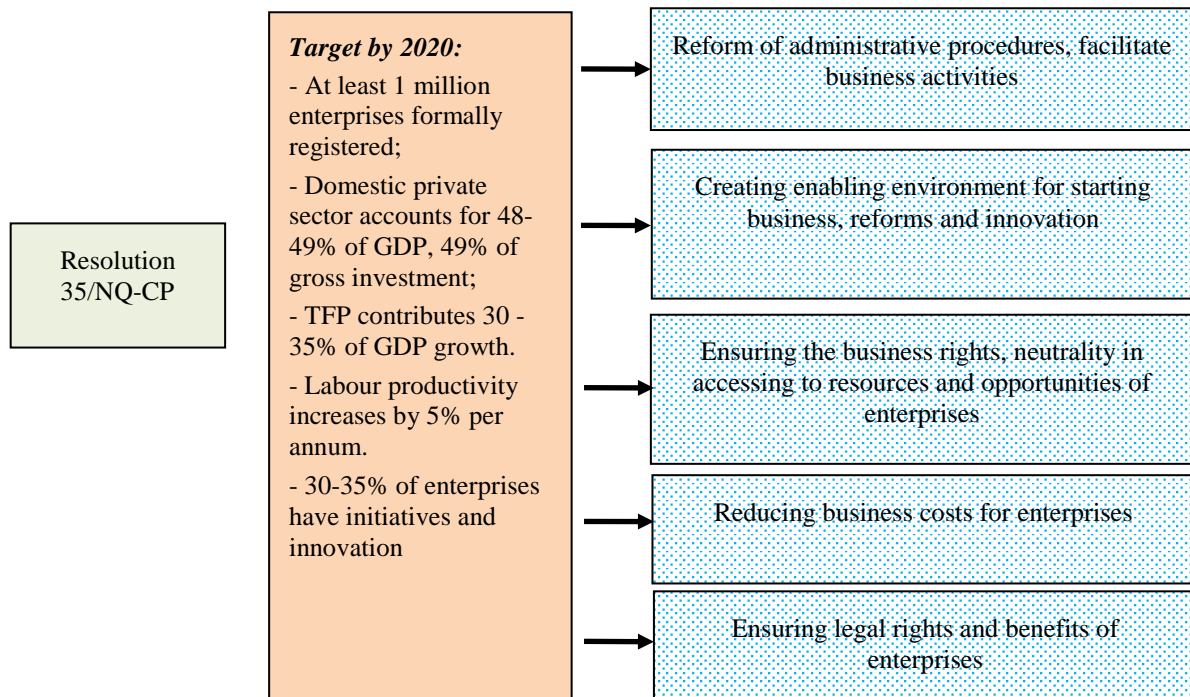 Resolution
35/NQ-CP
Target by 2020:
- At least 1 million
enterprises formally
registered;
- Domestic private
sector accounts for 48-
49% of GDP, 49% of
gross investment;
- TFP contributes 30 -
35% of GDP growth.
- Labour productivity
increases by 5% per
annum.
- 30-35% of enterprises
have initiatives and
innovation
Reform of administrative procedures, facilitate
business activities
Creating enabling environment for starting
business, reforms and innovation
Ensuring the business rights, neutrality in
accessing to resources and opportunities of
enterprises
Reducing business costs for enterprises
Ensuring legal rights and benefits of
enterprises